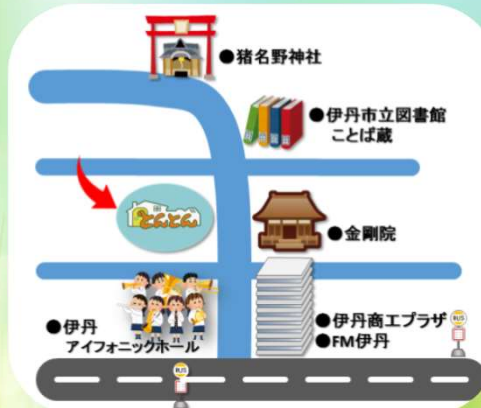 ●猪名野神社
●伊丹市立図書館
ことば蔵
とんとん
●金剛院
●伊丹
アイフォニックホール
●伊丹商工プラザ
●FM伊丹
BUS
BUS